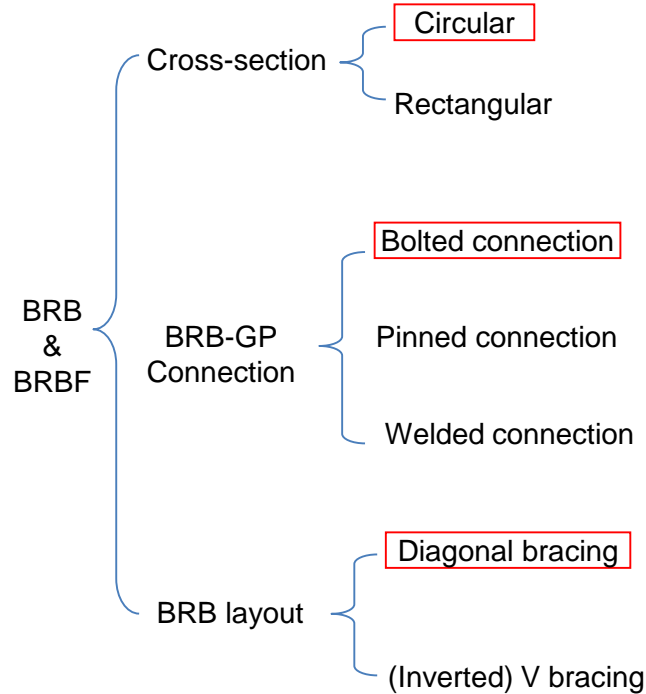 BRB
&
BRBF
Cross-section
Circular
Rectangular
BRB-GP
Connection
Bolted connection
Pinned connection
Welded connection
BRB layout
Diagonal bracing
(Inverted) V bracing